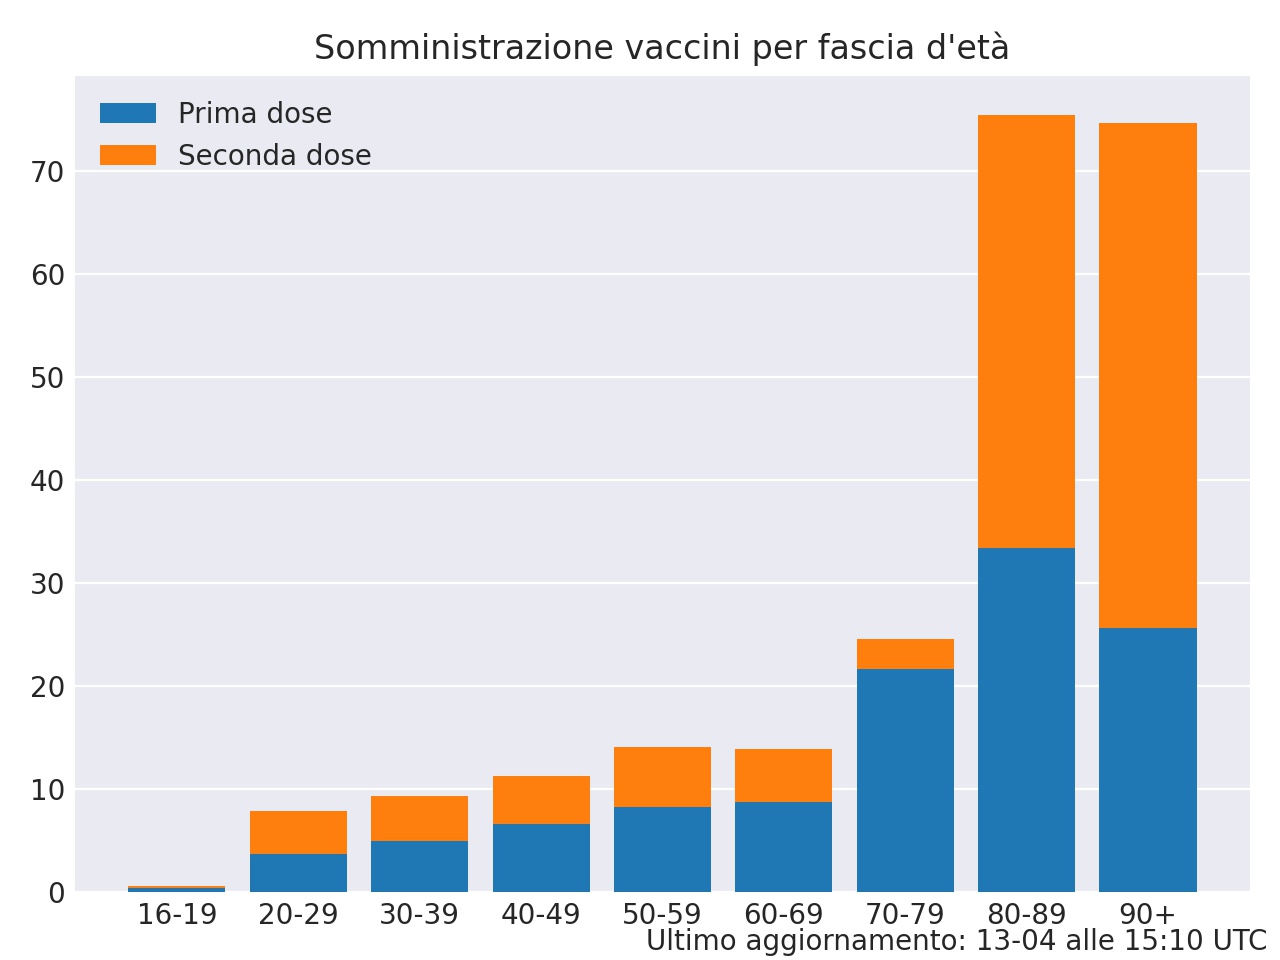 Somministrazione vaccini per fascia d'età
Prima dose
Seconda dose
70
60
50
40
30
20
10
0
16-19 20-29 30-39 40-49 50-59 60-69 70-79 80-89 90+
Ultimo aggiornamento: 13-04 alle 15:10 UTC